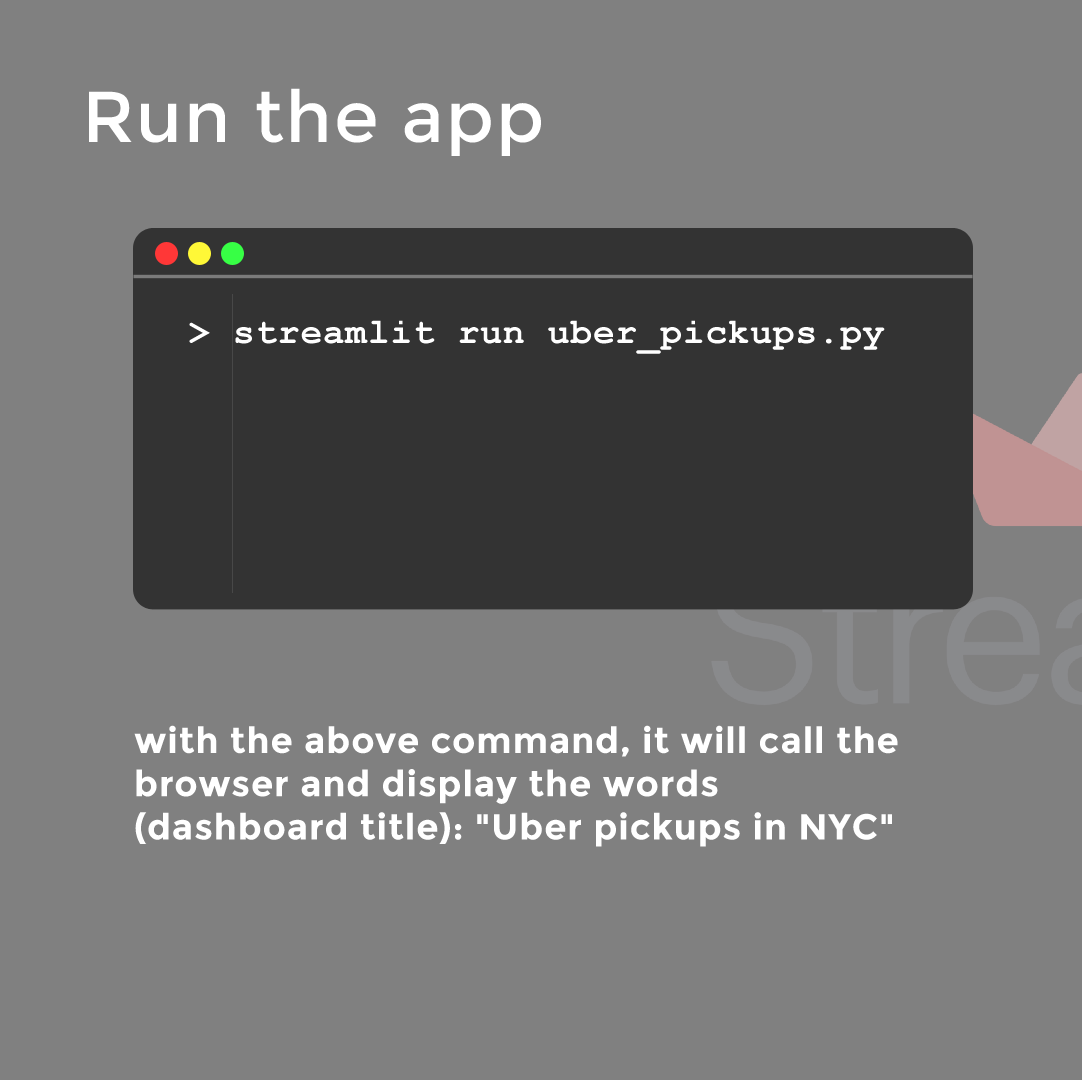 Run the app
> streamlit run uber_pickups.py
Strea
with the above command, it will call the
browser and display the words
(dashboard title): "Uber pickups in NYC"